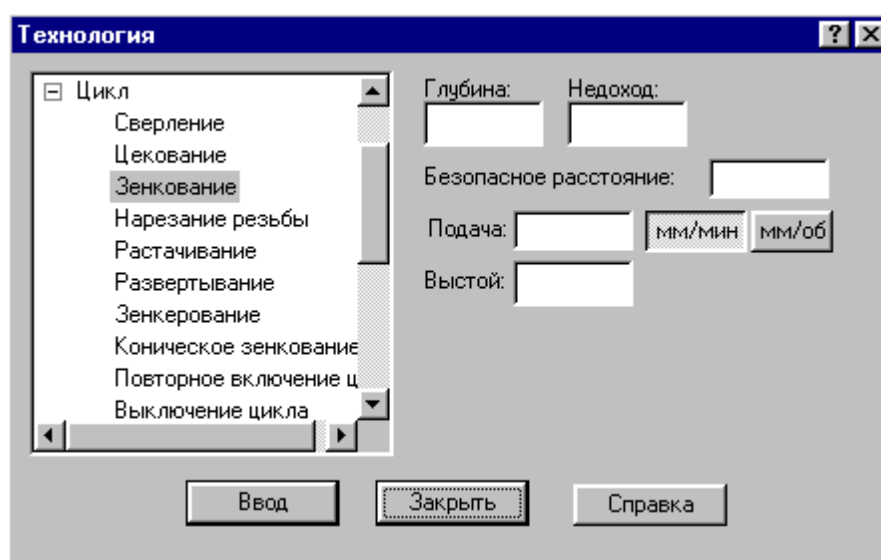 Технология
Цикл
Сверление
Цекование
Зенкование
Нарезание резьбы
Растачивание
Развертывание
Зенкерование
Коническое зенкование
Повторное включение ц
Выключение цикла
Глубина: Недоход:
Безопасное расстояние:
Подача: мм/мин мм/об
Выстой:
Ввод Закрыть Справка